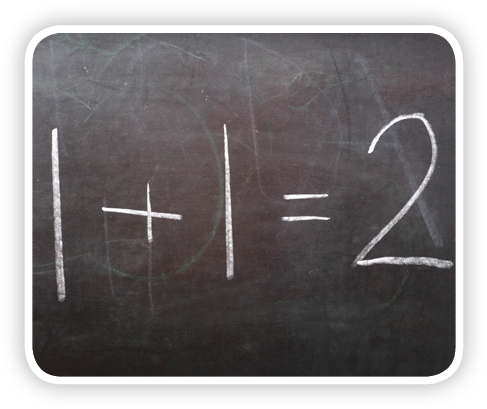 1 + 1 = 2